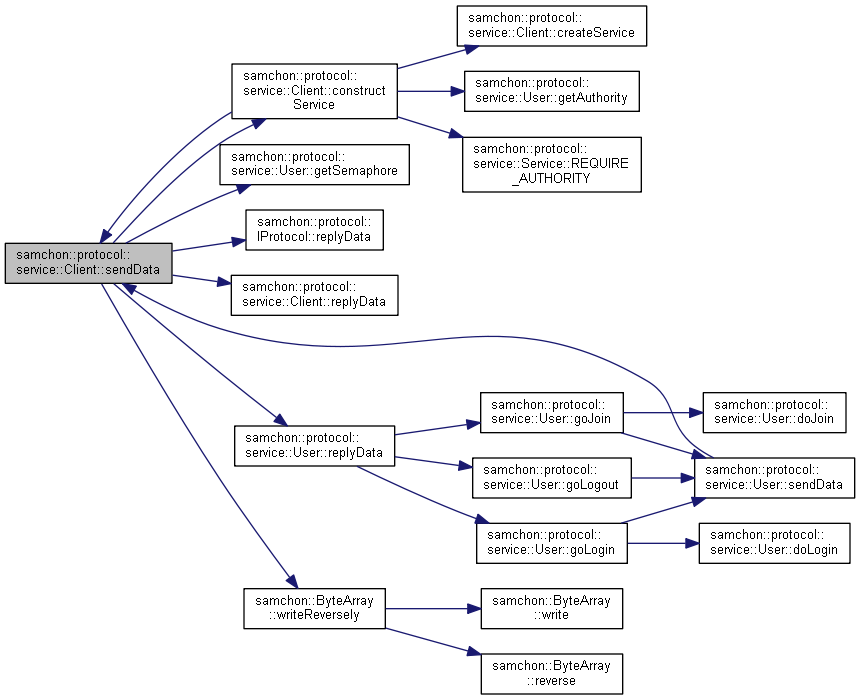 samchon::protocol::
service::Client::createService
samchon::protocol::
service::Client::construct
Service
samchon::protocol::
service::User::getAuthority
samchon::protocol::
service::Service::REQUIRE
_AUTHORITY
samchon::protocol::
service::User::getSemaphore
samchon::protocol::
IProtocol::replyData
samchon::protocol::
service::Client::sendData
samchon::protocol::
service::Client::replyData
samchon::protocol::
service::User::goJoin
samchon::protocol::
service::User::doJoin
samchon::protocol::
service::User::replyData
samchon::protocol::
service::User::goLogout
samchon::protocol::
service::User::sendData
samchon::protocol::
service::User::goLogin
samchon::protocol::
service::User::doLogin
samchon::ByteArray
::writeReversely
samchon::ByteArray
::write
samchon::ByteArray
::reverse